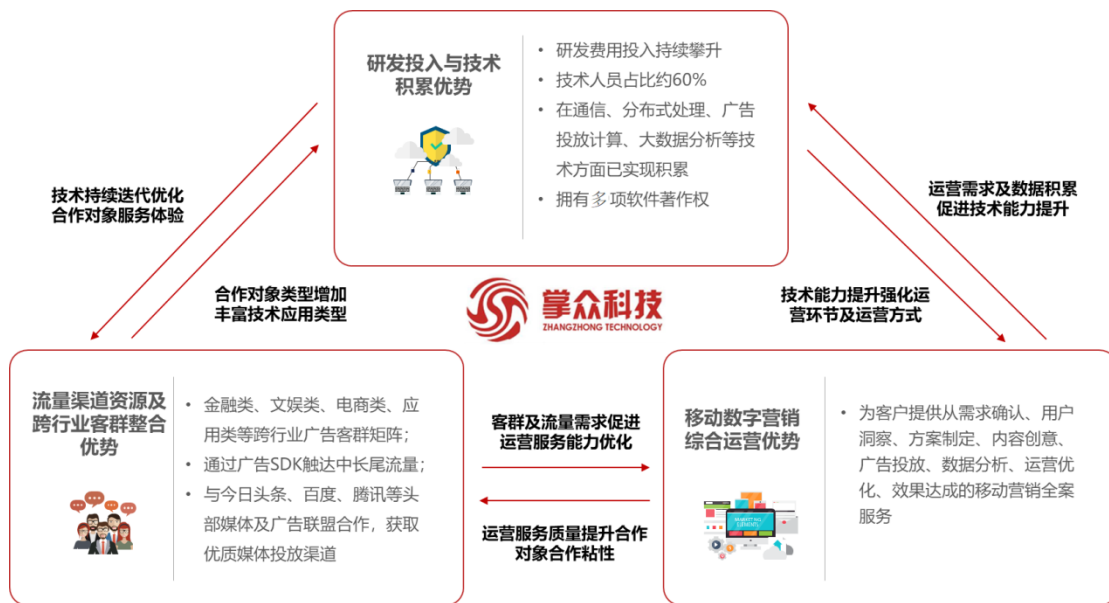 研发投入与技术
积累优势
• 研发费用投入持续攀升
• 技术人员占比约60%
• 在通信、分布式处理、广告
投放计算、大数据分析等技
术方面已实现积累
• 拥有多项软件著作权
技术持续迭代优化
合作对象服务体验
运营需求及数据积累
促进技术能力提升
合作对象类型增加
丰富技术应用类型
掌众科技
ZHANGZHONG TECHNOLOGY
技术能力提升强化运
营环节及运营方式
流量渠道资源及
跨行业客群整合
优势
• 金融类、文娱类、电商类、应
用类等跨行业广告客群矩阵；
• 通过广告SDK触达中长尾流量；
• 与今日头条、百度、腾讯等头
部媒体及广告联盟合作，获取
优质媒体投放渠道
客群及流量需求促进
运营服务能力优化
运营服务质量提升合作
对象合作粘性
移动数字营销
综合运营优势
MARKETING
ELEMENTS
• 为客户提供从需求确认、用户
洞察、方案制定、内容创意、
广告投放、数据分析、运营优
化、效果达成的移动营销全案
服务